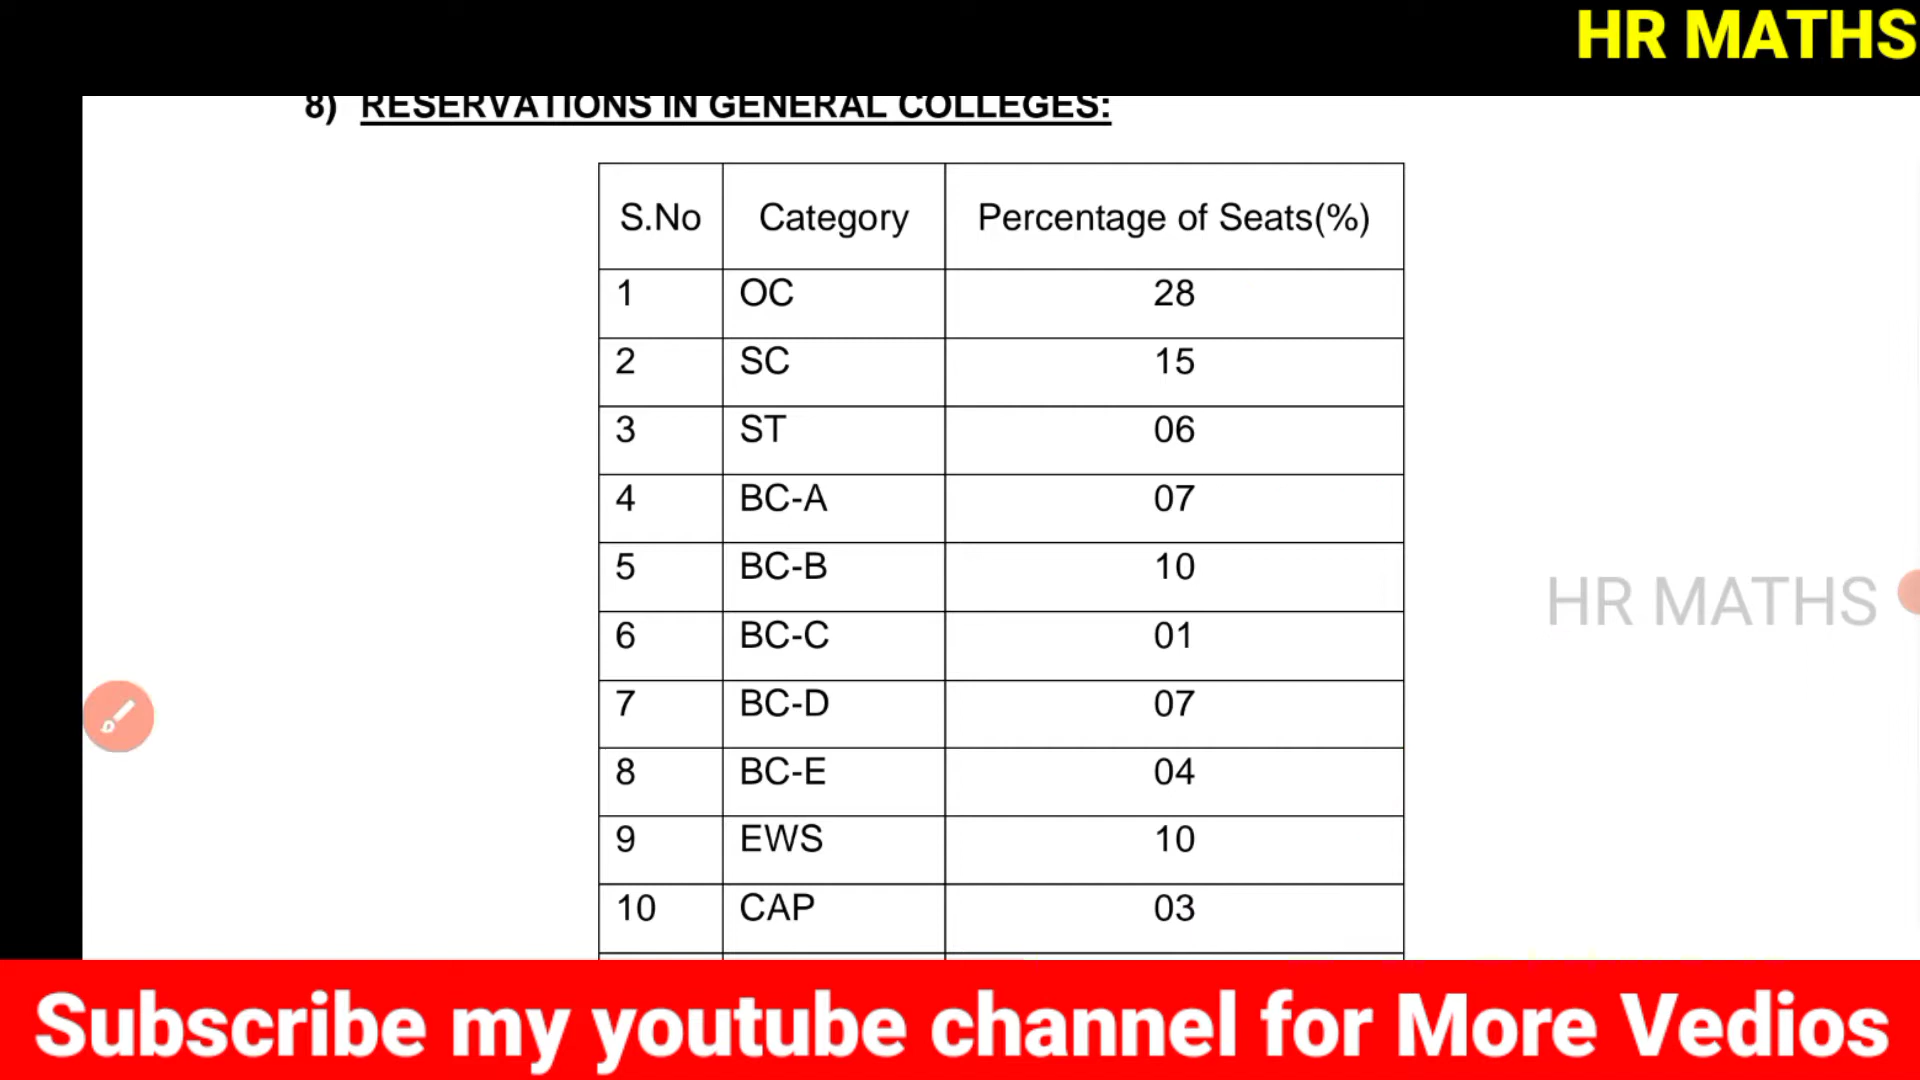 HR MATHS
8) RESERVATIONS IN GENERAL COLLEGES:
S.No Category Percentage of Seats(%)
1 OC 28
2 SC 15
3 ST 06
4 BC-A 07
5 BC-B 10
6 BC-C 01
7 BC-D 07
8 BC-E 04
9 EWS 10
10 CAP 03
HR MATHS
Subscribe my youtube channel for More Vedios